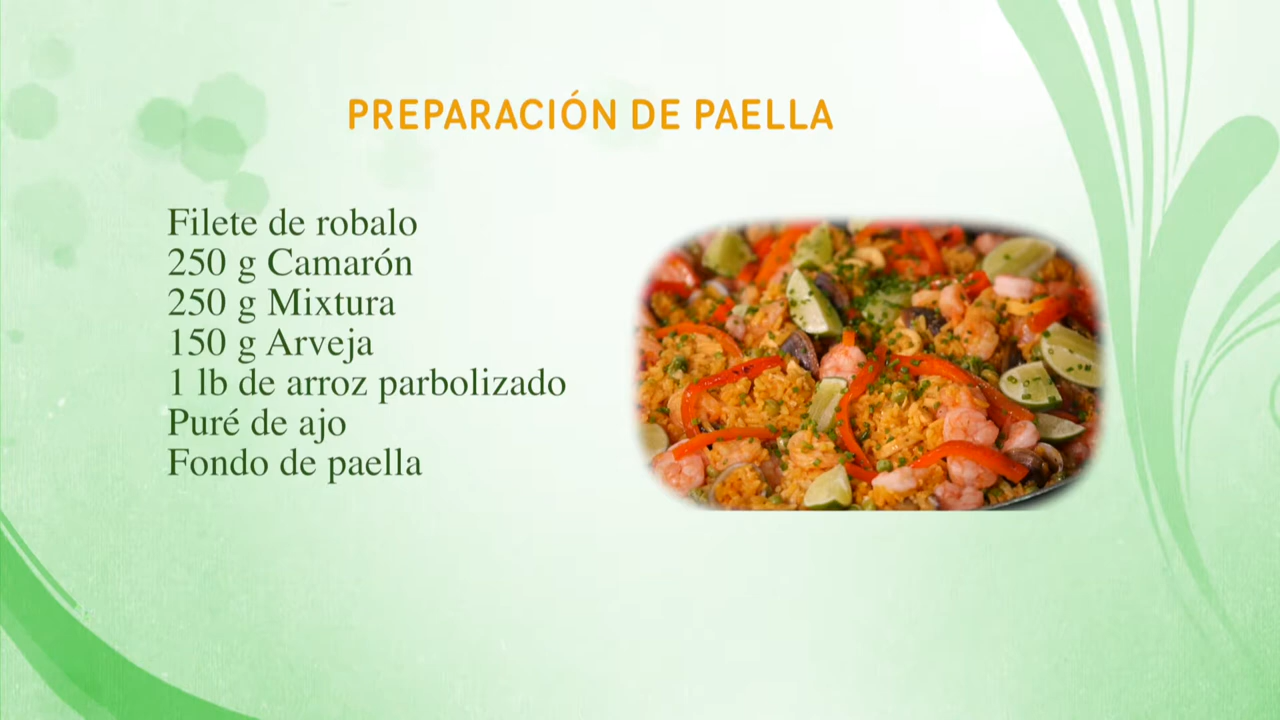 PREPARACIÓN DE PAELLA
Filete de robalo
250 g Camarón
250 g Mixtura
150 g Arveja
1 lb de arroz parbolizado
Puré de ajo
Fondo de paella